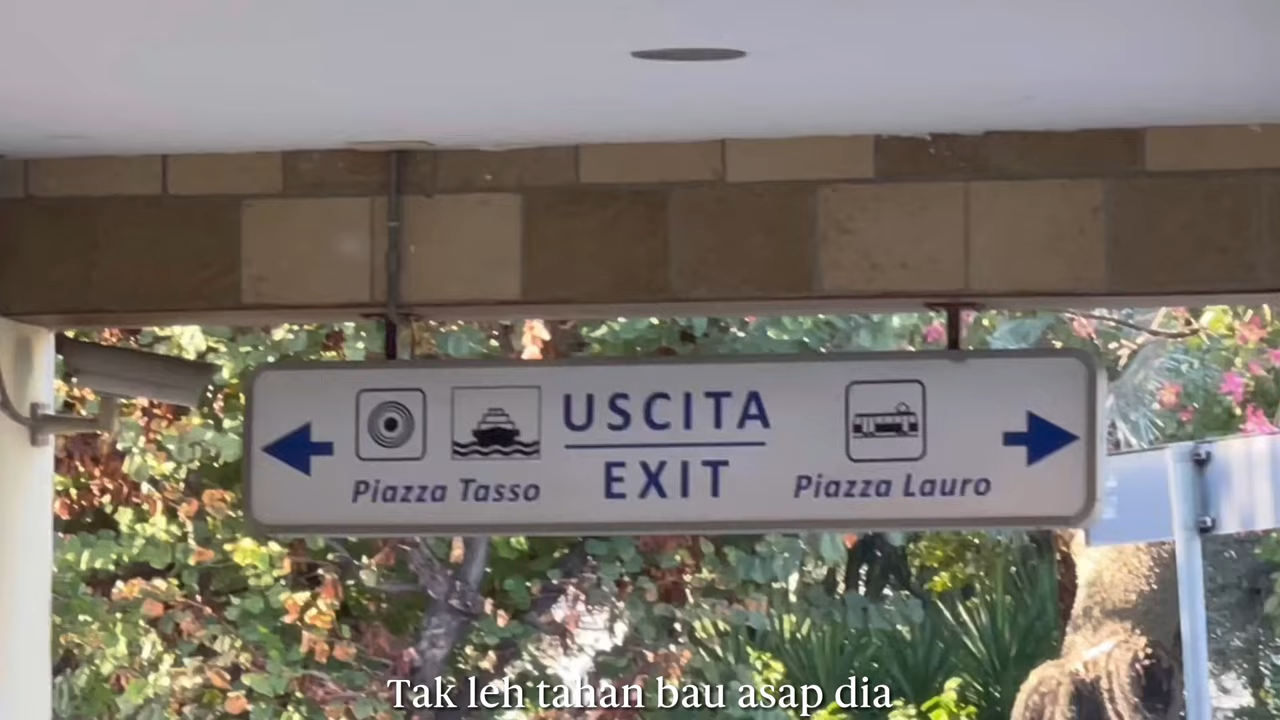 USCITA
EXIT
Piazza Tasso
Piazza Lauro
Tak leh tahan bau asap dia